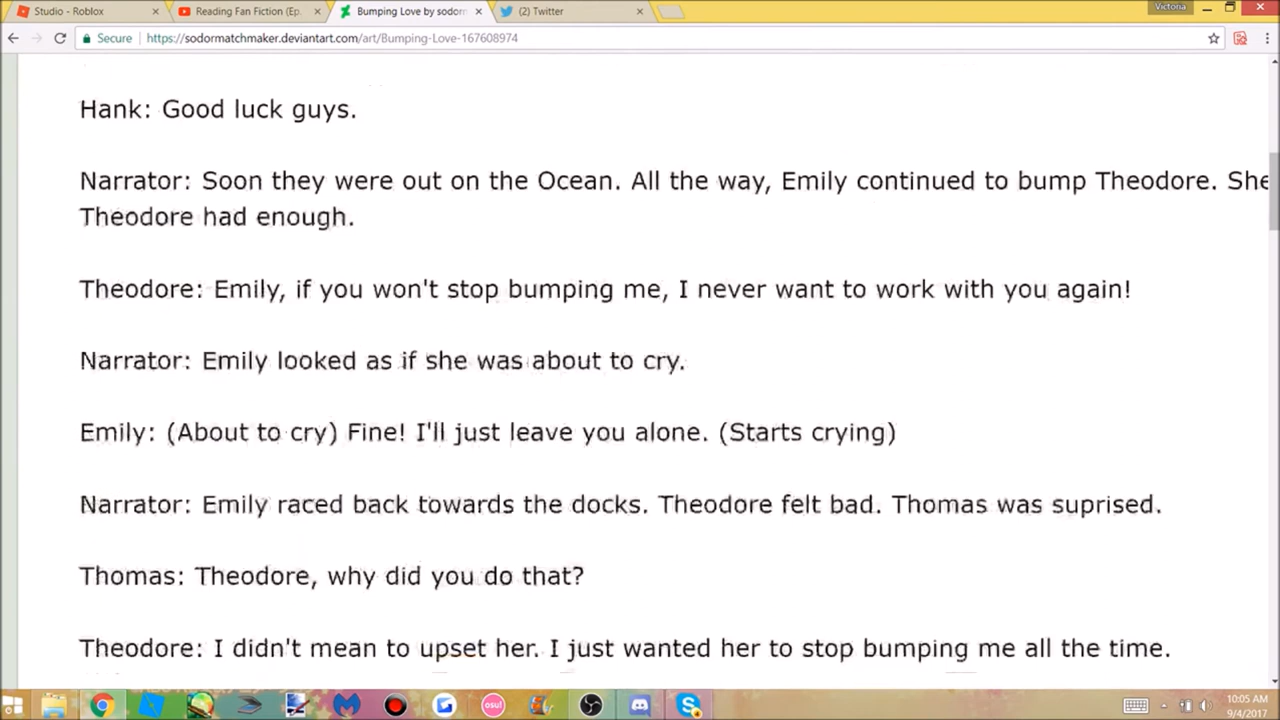 Studio - Roblox
Reading Fan Fiction (Ep.
Bumping Love by sodor
(2) Twitter
Victoria
Secure
https://sodormatchmaker.deviantart.com/art/Bumping-Love-167608974
Hank: Good luck guys.
Narrator: Soon they were out on the Ocean. All the way, Emily continued to bump Theodore. She
Theodore had enough.
Theodore: Emily, if you won't stop bumping me, I never want to work with you again!
Narrator: Emily looked as if she was about to cry.
Emily: (About to cry) Fine! I'll just leave you alone. (Starts crying)
Narrator: Emily raced back towards the docks. Theodore felt bad. Thomas was suprised.
Thomas: Theodore, why did you do that?
Theodore: I didn't mean to upset her. I just wanted her to stop bumping me all the time.
osu!
10:05 AM
9/4/2017